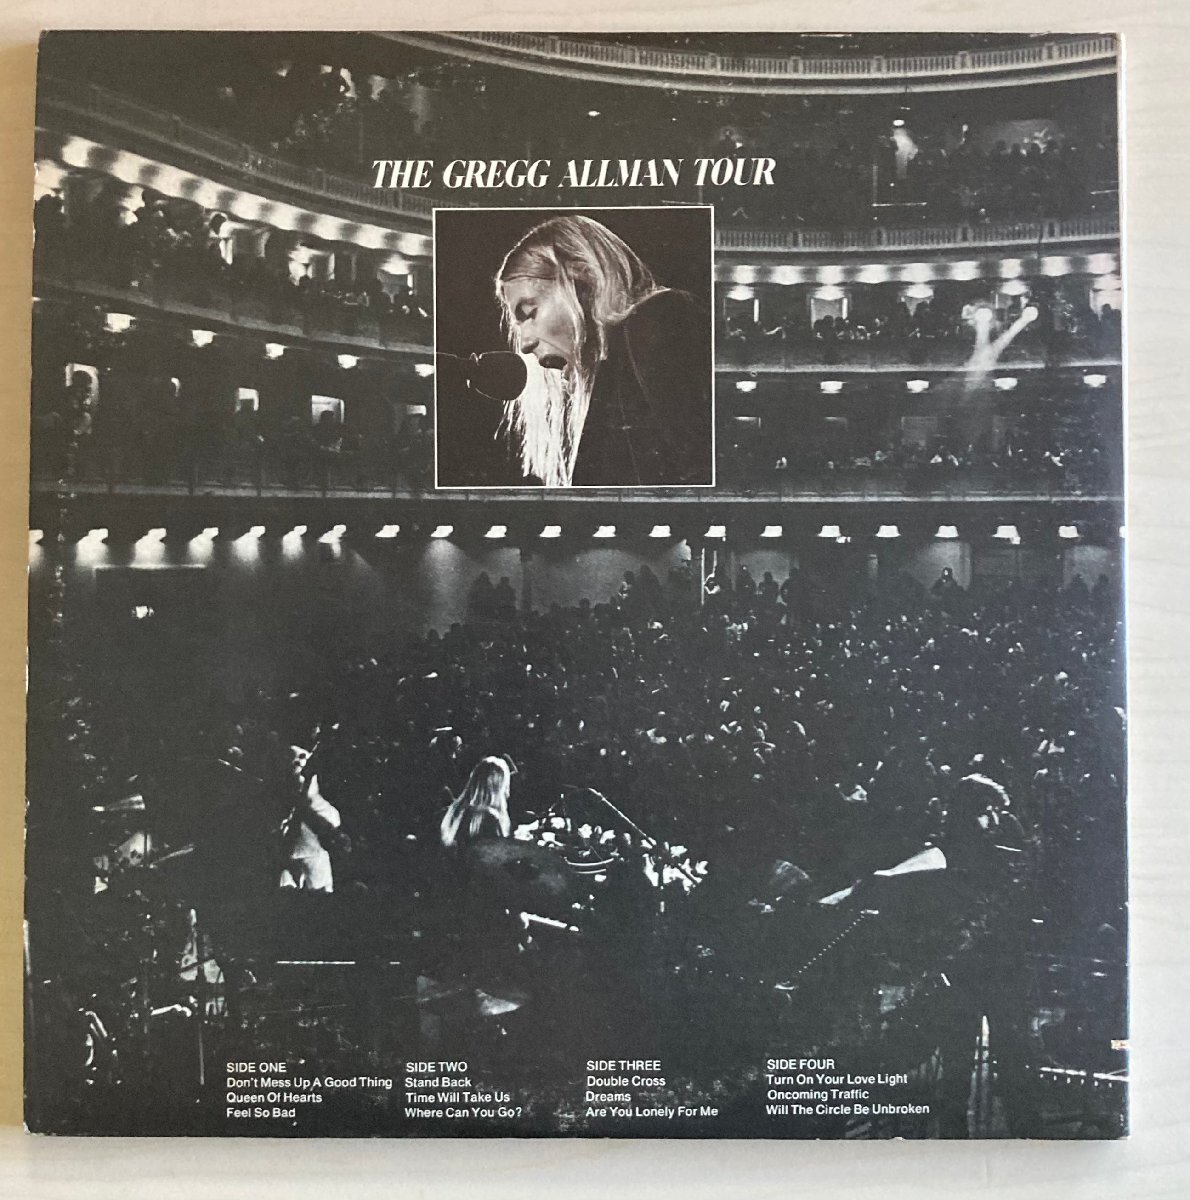 THE GREGG ALLMAN TOUR
SIDE ONE
Don't Mess Up A Good Thing
Queen Of Hearts
Feel So Bad
SIDE TWO
Stand Back
Time Will Take Us
Where Can You Go?
SIDE THREE
Double Cross
Dreams
Are You Lonely For Me
SIDE FOUR
Turn On Your Love Light
Oncoming Traffic
Will The Circle Be Unbroken